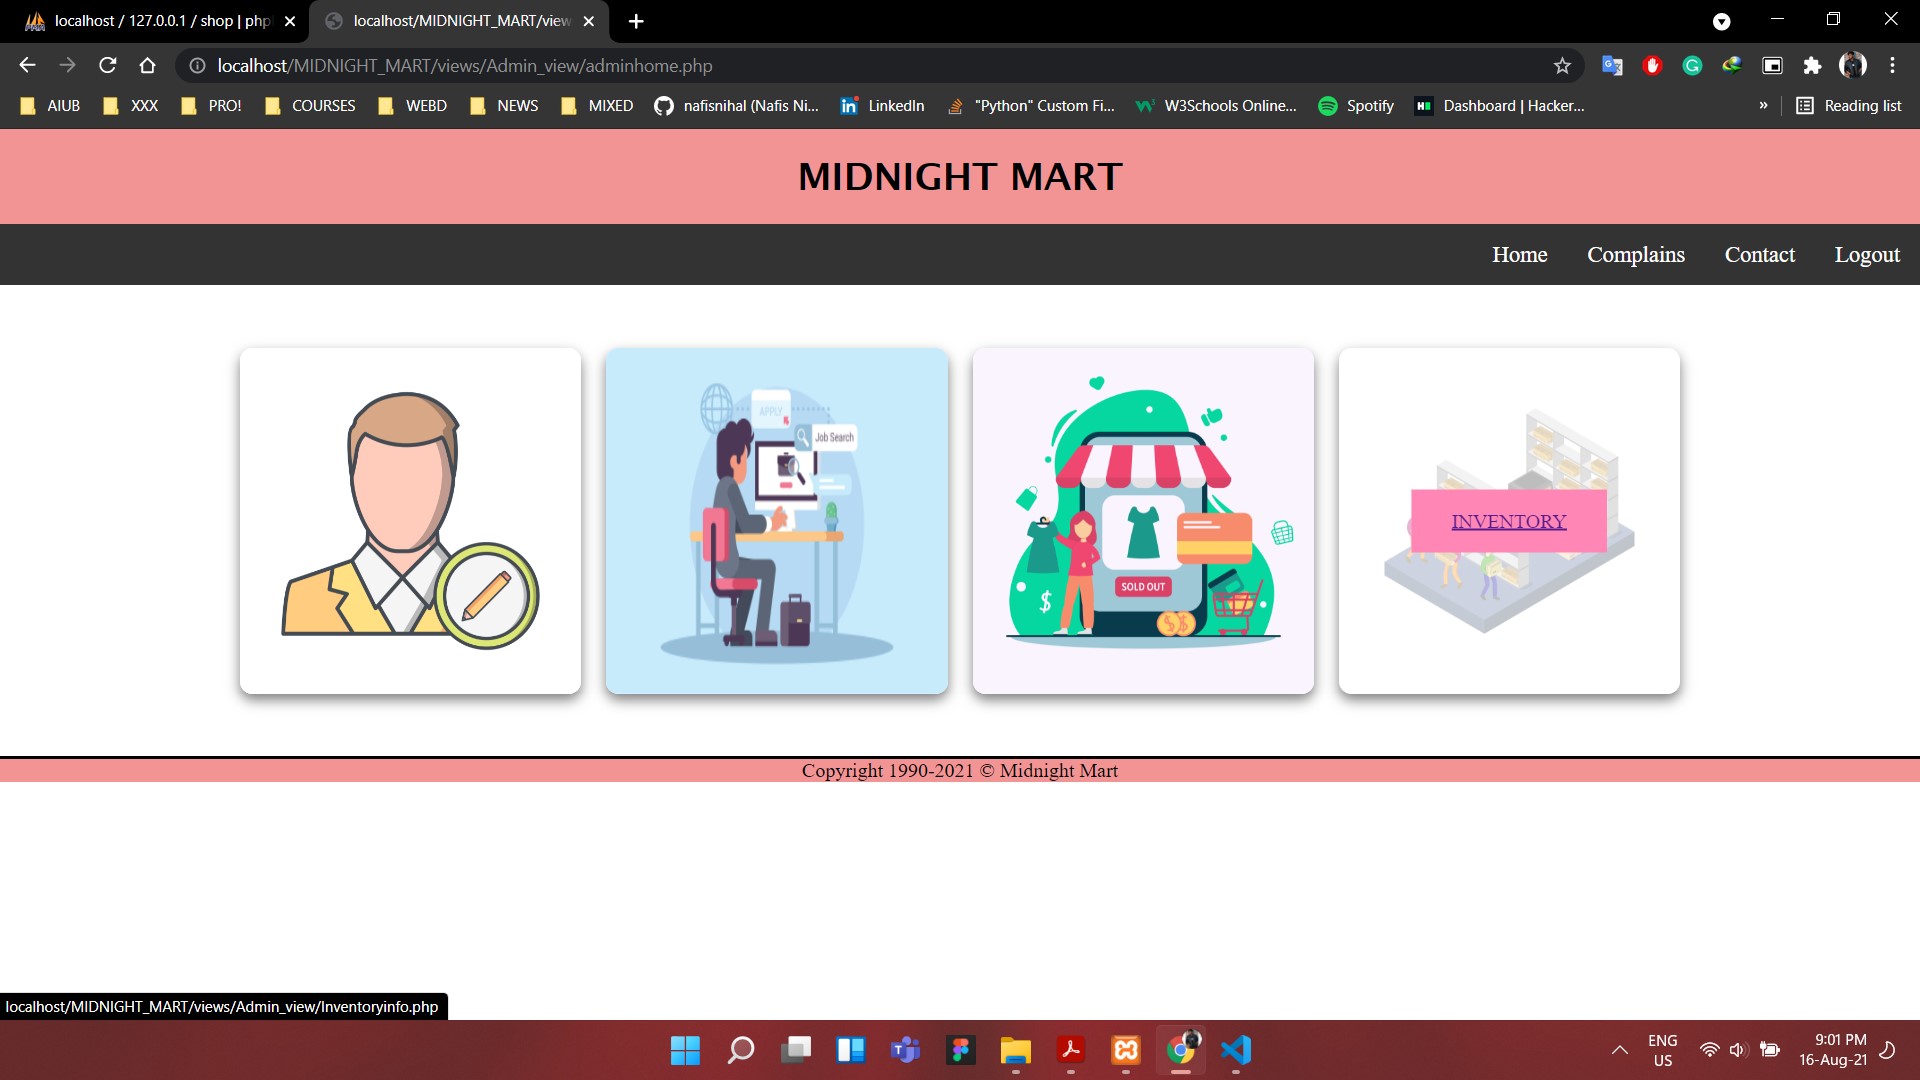 localhost / 127.0.0.1 / shop | php
localhost/MIDNIGHT_MART/view
localhost/MIDNIGHT_MART/views/Admin_view/adminhome.php
AIUB XXX PRO! COURSES WEBD NEWS MIXED nafisnihal (Nafis Ni... LinkedIn "Python" Custom Fi... W3Schools Online... Spotify Dashboard | Hacker... » Reading list
MIDNIGHT MART
Home Complains Contact Logout
APPLY
Job Search
SOLD OUT
$
INVENTORY
Copyright 1990-2021 © Midnight Mart
localhost/MIDNIGHT_MART/views/Admin_view/Inventoryinfo.php
ENG
US
9:01 PM
16-Aug-21